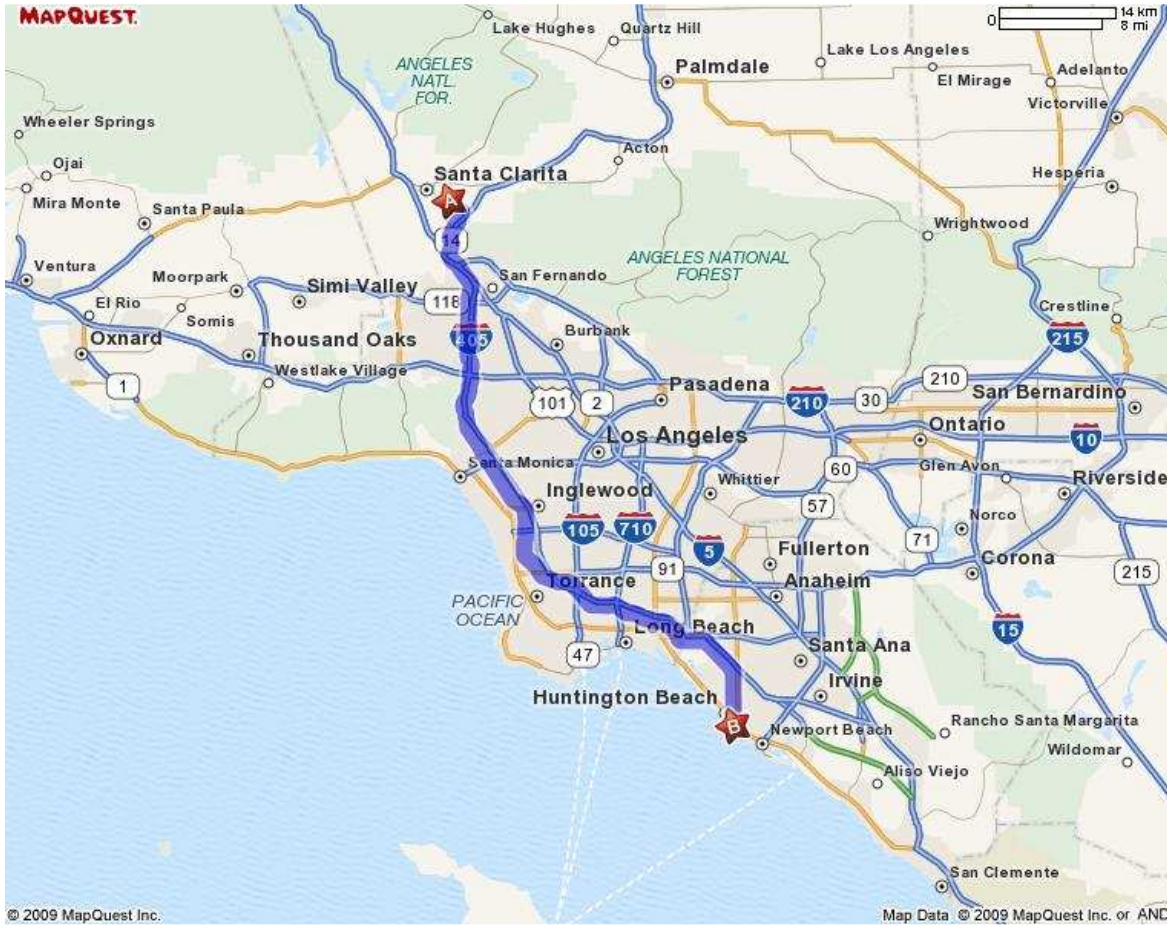 MAPQUEST.
0
14 km
8 mi
Lake Hughes
Quartz Hill
Lake Los Angeles
ANGELES
NATL.
FOR.
Palmdale
El Mirage
Adelanto
Victorville
Wheeler Springs
Ojai
Acton
Mira Monte
Santa Clarita
Hesperia
A
Santa Paula
14
Wrightwood
ANGELES NATIONAL
FOREST
Ventura
Moorpark
San Fernando
Simi Valley
118
El Rio
Somis
Crestline
Oxnard
Thousand Oaks
405
Burbank
215
1
Westlake Village
Pasadena
210
San Bernardino
101
2
210
30
Los Angeles
Ontario
10
Santa Monica
60
Glen Avon
Inglewood
Whittier
Riverside
57
105
710
Norco
5
Fullerton
71
Corona
91
Torrance
Anaheim
215
PACIFIC
OCEAN
Long Beach
15
47
Santa Ana
Huntington Beach
Irvine
B
Newport Beach
Rancho Santa Margarita
Wildomar
Aliso Viejo
San Clemente
© 2009 MapQuest Inc.
Map Data © 2009 MapQuest Inc. or AND